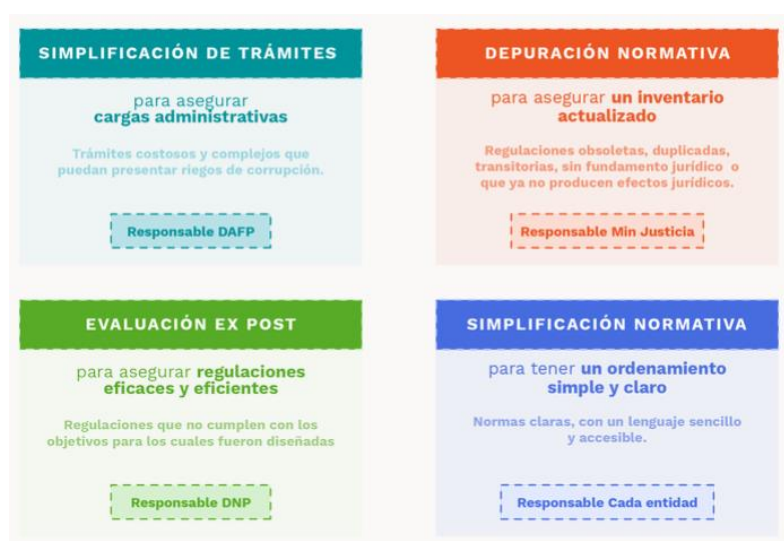 SIMPLIFICACIÓN DE TRÁMITES
para asegurar
cargas administrativas
Trámites costosos y complejos que
puedan presentar riegos de corrupción.
Responsable DAFP
DEPURACIÓN NORMATIVA
para asegurar un inventario
actualizado
Regulaciones obsoletas, duplicadas,
transitorias, sin fundamento jurídico o
que ya no producen efectos jurídicos.
Responsable Min Justicia
EVALUACIÓN EX POST
para asegurar regulaciones
eficaces y eficientes
Regulaciones que no cumplen con los
objetivos para los cuales fueron diseñadas
Responsable DNP
SIMPLIFICACIÓN NORMATIVA
para tener un ordenamiento
simple y claro
Normas claras, con un lenguaje sencillo
y accesible.
Responsable Cada entidad